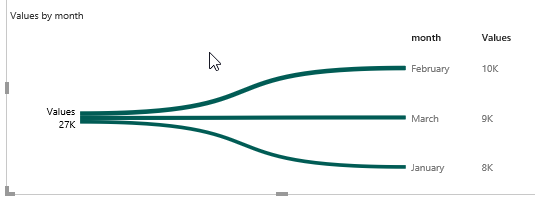 Values by month
month Values
February 10K
Values
27K
March 9K
January 8K